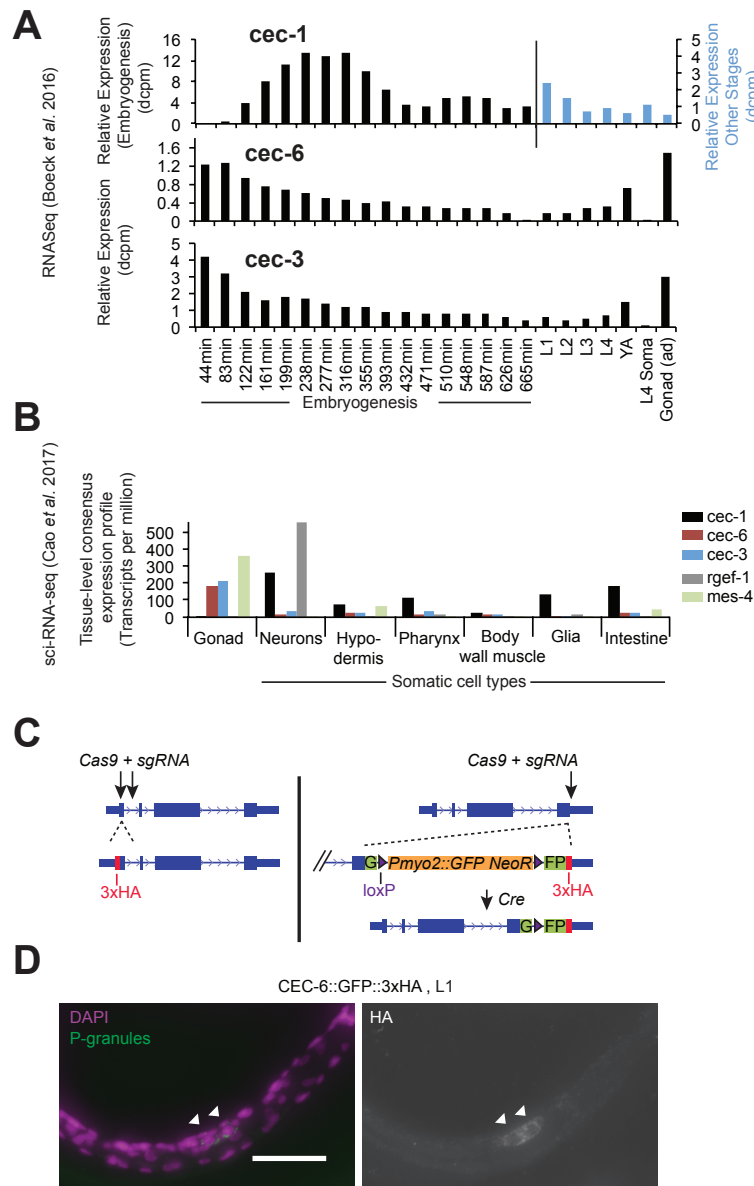 A
RNASeq (Boeck et al. 2016)
Relative Expression
(Embryogenesis)
(dcpm)
16
12
8
4
0
cec-1
5
4
3
2
1
0
Relative Expression
Other Stages
(dcpm)
Relative Expression
(dcpm)
1.6
1.2
0.8
0.4
0
cec-6
5
4
3
2
1
0
cec-3
44min
83min
122min
161min
199min
238min
277min
316min
355min
393min
432min
471min
510min
548min
587min
626min
665min
L1
L2
L3
L4
YA
L4 Soma
Gonad (ad)
Embryogenesis
B
sci-RNA-seq (Cao et al. 2017)
Tissue-level consensus
expression profile
(Transcripts per million)
500
400
300
200
100
0
cec-1
cec-6
cec-3
rgef-1
mes-4
Gonad
Neurons
Hypo-
dermis
Pharynx
Body
wall muscle
Glia
Intestine
Somatic cell types
C
Cas9 + sgRNA
3xHA
Cas9 + sgRNA
G
Pmyo2::GFP NeoR
FP
loxP
3xHA
Cre
G
FP
D
CEC-6::GFP::3xHA , L1
DAPI
P-granules
HA